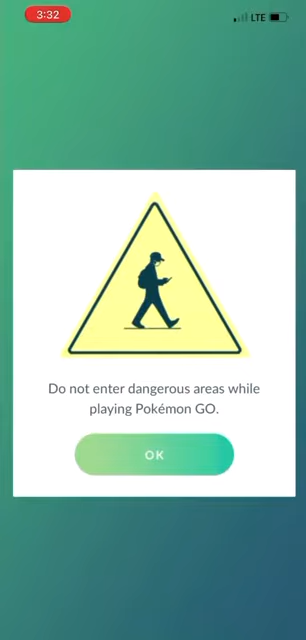 3:32
LTE
Do not enter dangerous areas while
playing Pokémon GO.
OK